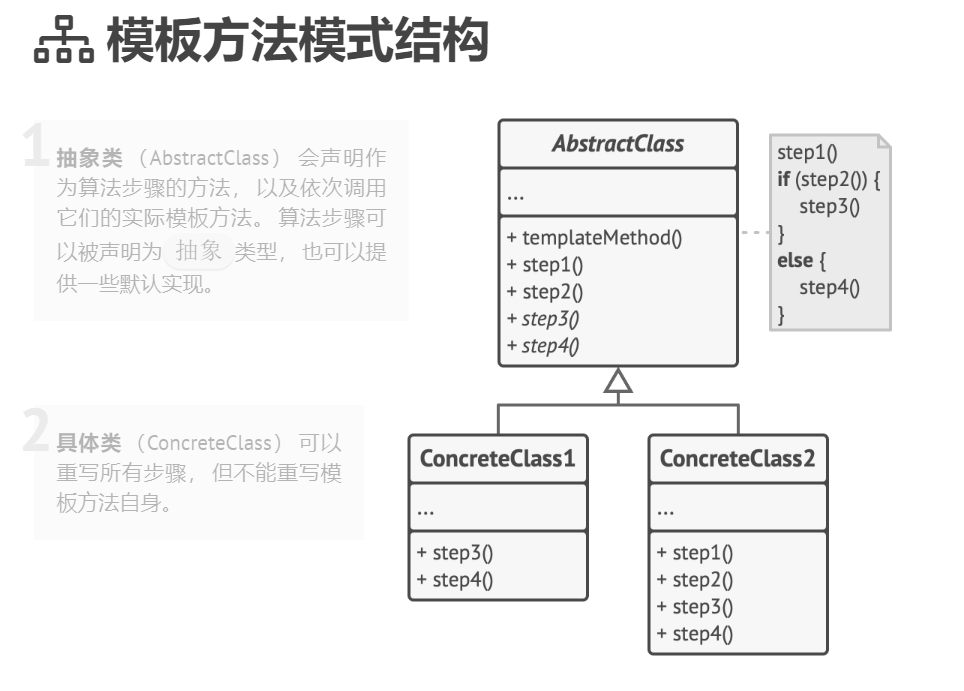 模板方法模式结构
1
抽象类 （AbstractClass） 会声明作
为算法步骤的方法， 以及依次调用
它们的实际模板方法。 算法步骤可
以被声明为 抽象 类型， 也可以提
供一些默认实现。
2
具体类 （ConcreteClass） 可以
重写所有步骤， 但不能重写模
板方法自身。
AbstractClass
...
+ templateMethod()
+ step1()
+ step2()
+ step3()
+ step4()
step1()
if (step2()) {
step3()
}
else {
step4()
}
ConcreteClass1
...
+ step3()
+ step4()
ConcreteClass2
...
+ step1()
+ step2()
+ step3()
+ step4()